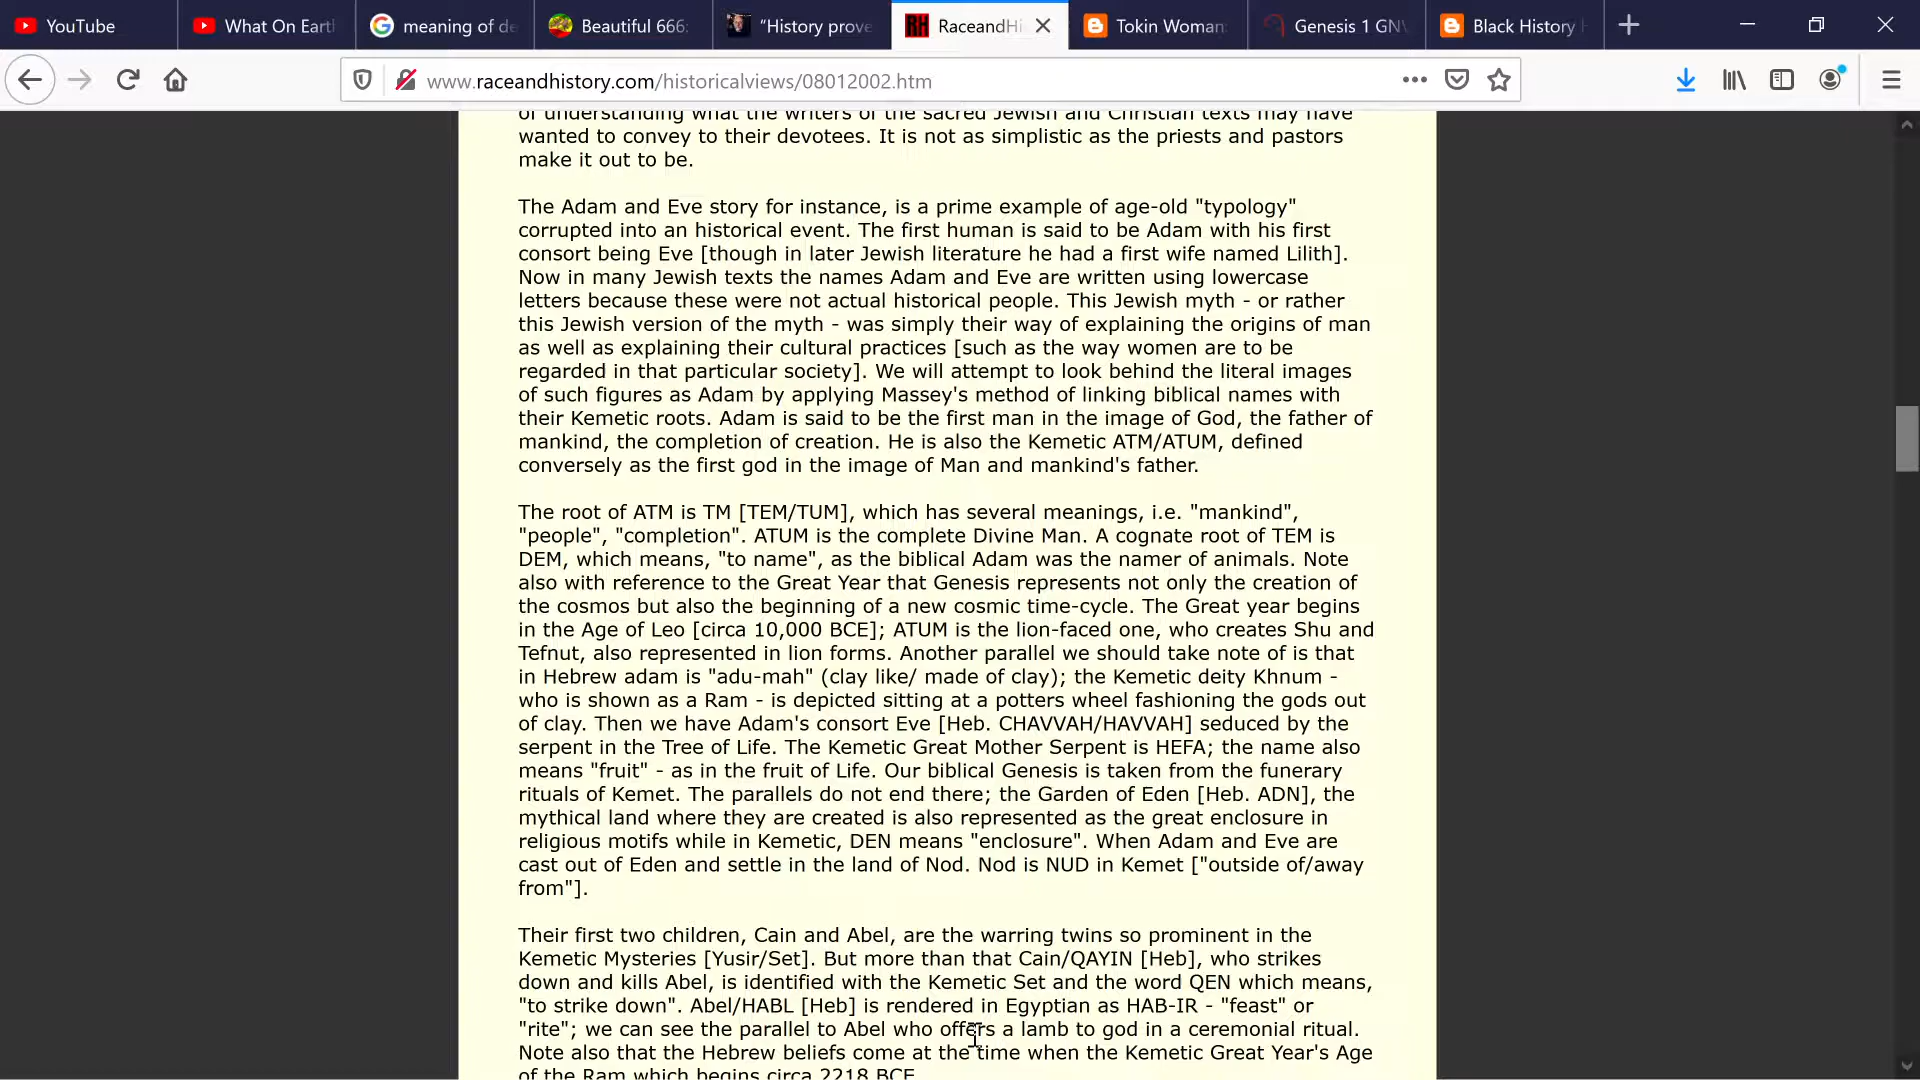 YouTube
What On Eart
meaning of de
Beautiful 666:
"History prove
RaceandHi
Tokin Woman:
Genesis 1 GNV
Black History H
www.raceandhistory.com/historicalviews/08012002.htm
of understanding what the writers of the sacred Jewish and Christian texts may have
wanted to convey to their devotees. It is not as simplistic as the priests and pastors
make it out to be.
The Adam and Eve story for instance, is a prime example of age-old "typology"
corrupted into an historical event. The first human is said to be Adam with his first
consort being Eve [though in later Jewish literature he had a first wife named Lilith].
Now in many Jewish texts the names Adam and Eve are written using lowercase
letters because these were not actual historical people. This Jewish myth - or rather
this Jewish version of the myth - was simply their way of explaining the origins of man
as well as explaining their cultural practices [such as the way women are to be
regarded in that particular society]. We will attempt to look behind the literal images
of such figures as Adam by applying Massey's method of linking biblical names with
their Kemetic roots. Adam is said to be the first man in the image of God, the father of
mankind, the completion of creation. He is also the Kemetic ATM/ATUM, defined
conversely as the first god in the image of Man and mankind's father.
The root of ATM is TM [TEM/TUM], which has several meanings, i.e. "mankind",
"people", "completion". ATUM is the complete Divine Man. A cognate root of TEM is
DEM, which means, "to name", as the biblical Adam was the namer of animals. Note
also with reference to the Great Year that Genesis represents not only the creation of
the cosmos but also the beginning of a new cosmic time-cycle. The Great year begins
in the Age of Leo [circa 10,000 BCE]; ATUM is the lion-faced one, who creates Shu and
Tefnut, also represented in lion forms. Another parallel we should take note of is that
in Hebrew adam is "adu-mah" (clay like/ made of clay); the Kemetic deity Khnum -
who is shown as a Ram - is depicted sitting at a potters wheel fashioning the gods out
of clay. Then we have Adam's consort Eve [Heb. CHAVVAH/HAVVAH] seduced by the
serpent in the Tree of Life. The Kemetic Great Mother Serpent is HEFA; the name also
means "fruit" - as in the fruit of Life. Our biblical Genesis is taken from the funerary
rituals of Kemet. The parallels do not end there; the Garden of Eden [Heb. ADN], the
mythical land where they are created is also represented as the great enclosure in
religious motifs while in Kemetic, DEN means "enclosure". When Adam and Eve are
cast out of Eden and settle in the land of Nod. Nod is NUD in Kemet ["outside of/away
from"].
Their first two children, Cain and Abel, are the warring twins so prominent in the
Kemetic Mysteries [Yusir/Set]. But more than that Cain/QAYIN [Heb], who strikes
down and kills Abel, is identified with the Kemetic Set and the word QEN which means,
"to strike down". Abel/HABL [Heb] is rendered in Egyptian as HAB-IR - "feast" or
"rite"; we can see the parallel to Abel who offers a lamb to god in a ceremonial ritual.
Note also that the Hebrew beliefs come at the time when the Kemetic Great Year's Age
of the Ram which begins circa 2218 BCE.